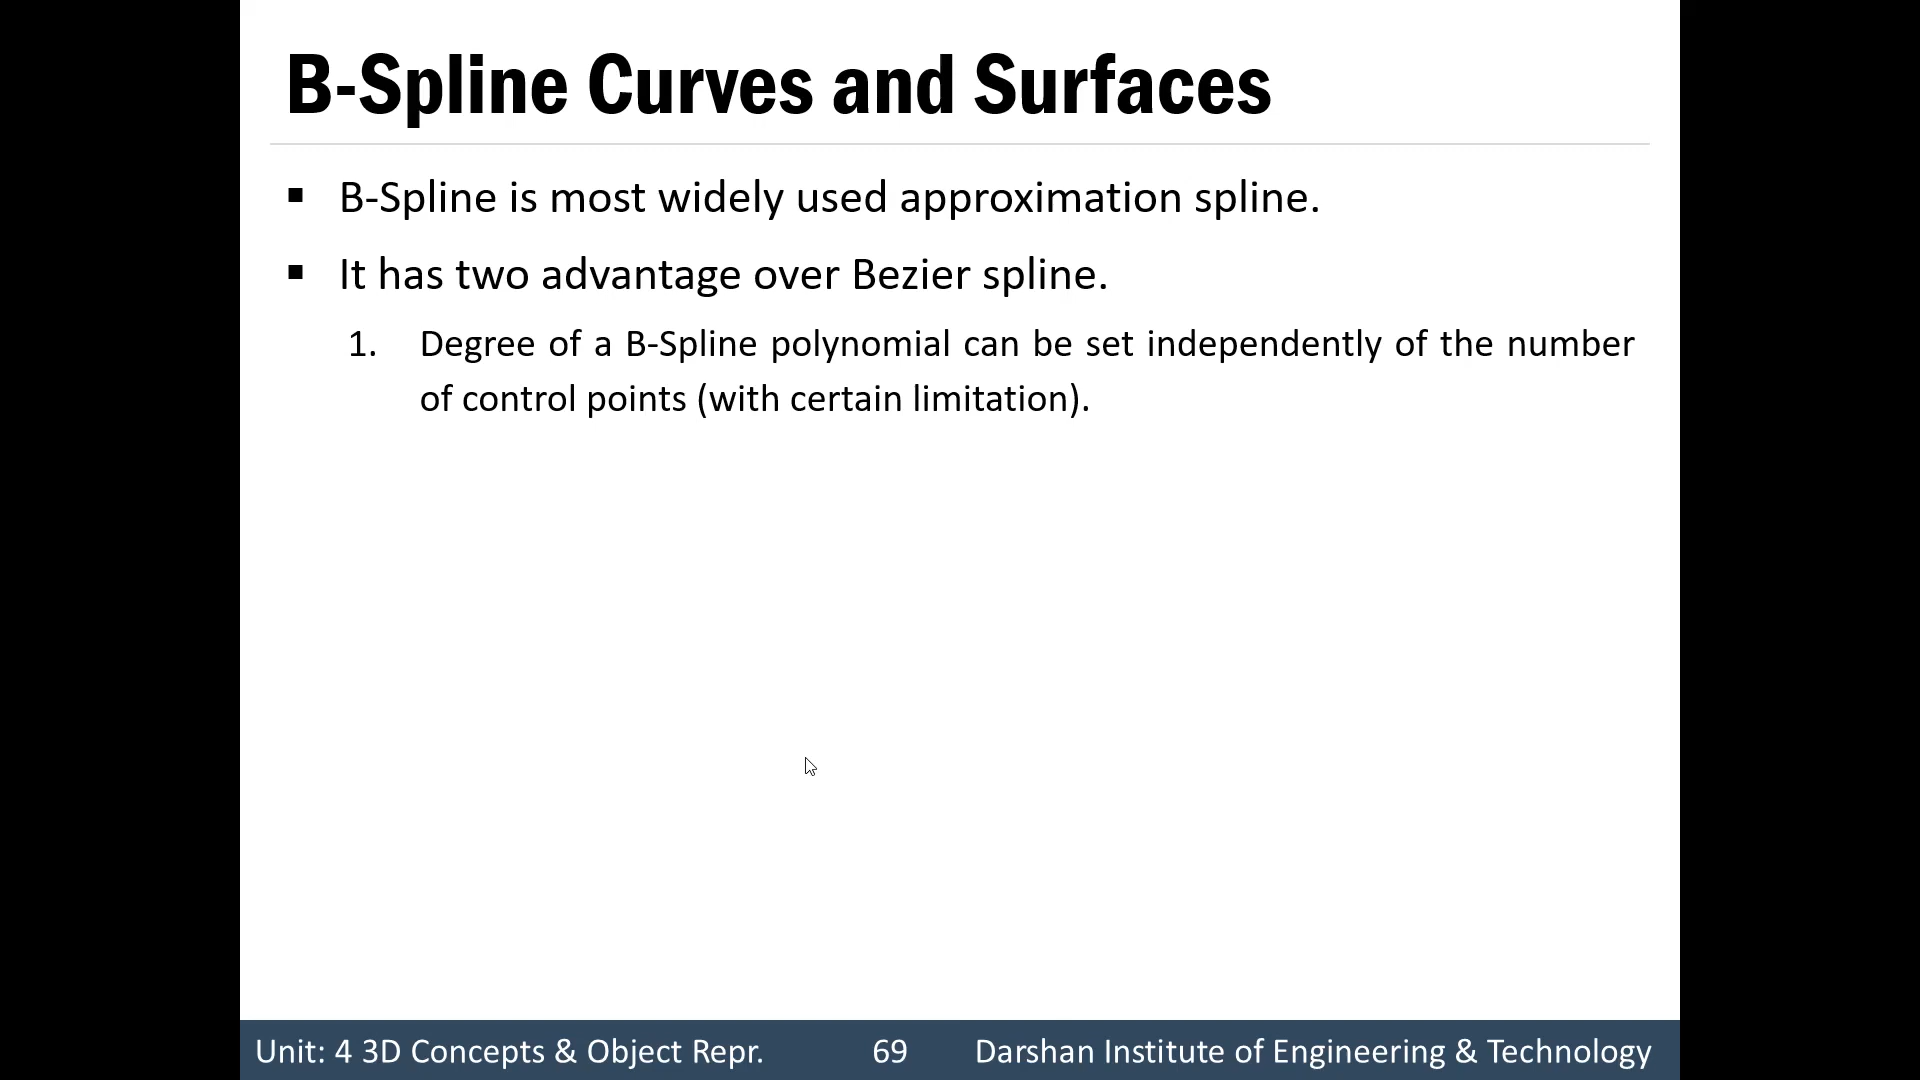 B-Spline Curves and Surfaces
▪ B-Spline is most widely used approximation spline.
▪ It has two advantage over Bezier spline.
1. Degree of a B-Spline polynomial can be set independently of the number
of control points (with certain limitation).
Unit: 4 3D Concepts & Object Repr. 69 Darshan Institute of Engineering & Technology